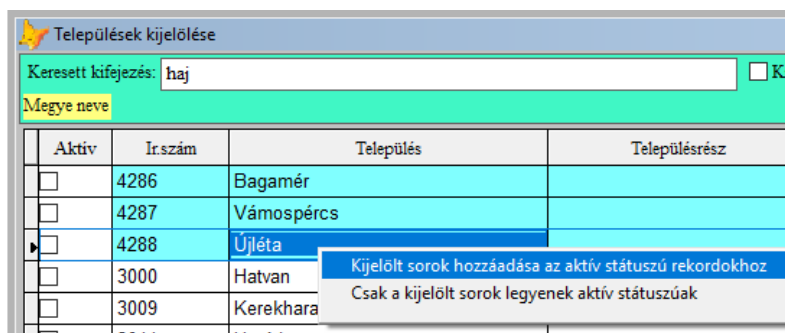 Települések kijelölése
Keresett kifejezés: haj K
Megye neve
Aktív Ir.szám Település Településrész
4286 Bagamér
4287 Vámospércs
4288 Újléta
3000 Hatvan
3009 Kerekhara
Kijelölt sorok hozzáadása az aktív státuszú rekordokhoz
Csak a kijelölt sorok legyenek aktív státuszúak